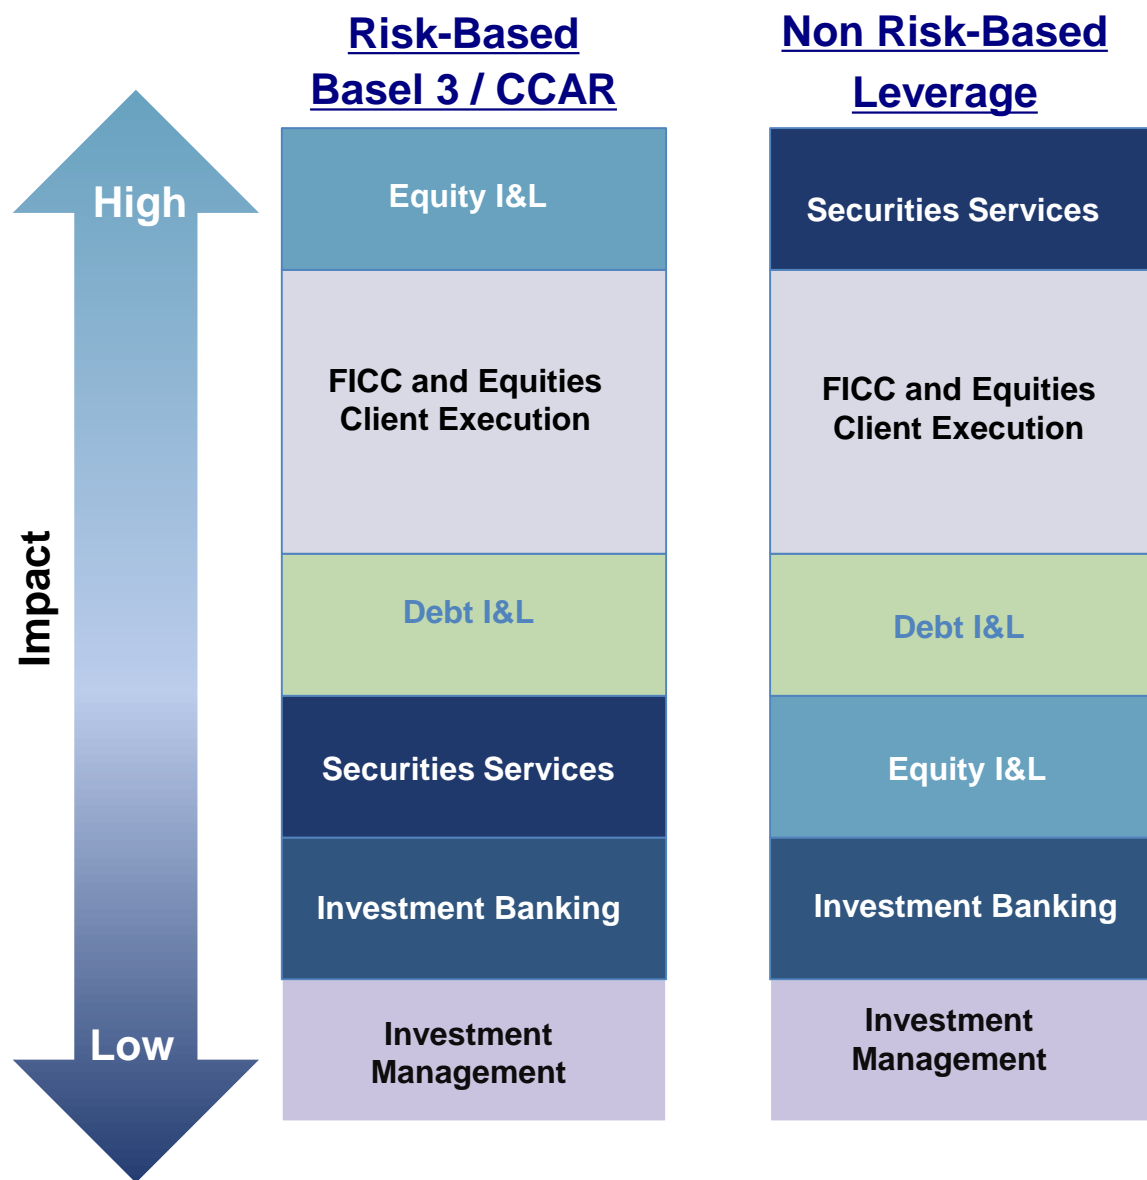 Risk-Based
Basel 3 / CCAR
Non Risk-Based
Leverage
High
Impact
Low
Equity I&L
FICC and Equities
Client Execution
Debt I&L
Securities Services
Investment Banking
Investment
Management
Securities Services
FICC and Equities
Client Execution
Debt I&L
Equity I&L
Investment Banking
Investment
Management